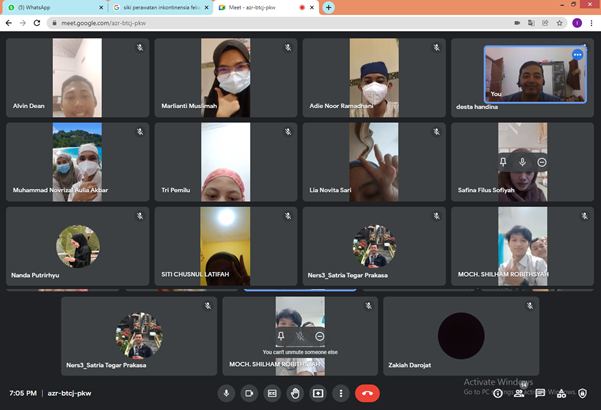 (5) WhatsApp
siki perawatan inkontinensia feka
Meet - azr-btcj-pkw
meet.google.com/azr-btcj-pkw
Alvin Dean
Marlianti Muslimah
Adie Noor Ramadhani
You
desta handina
Muhammad Novrizal Aulia Akbar
Tri Pemilu
Lia Novita Sari
Safina Filus Sofiyah
Nanda Putrirhyu
SITI CHUSNUL LATIFAH
Ners3_Satria Tegar Prakasa
MOCH. SHILHAM ROBITHSYAH
Ners3_Satria Tegar Prakasa
You can't unmute someone else
MOCH. SHILHAM ROBITHSYAH
Zakiah Darojat
Activate Windows
Go to PC settings to activate Windows.
7:05 PM | azr-btcj-pkw